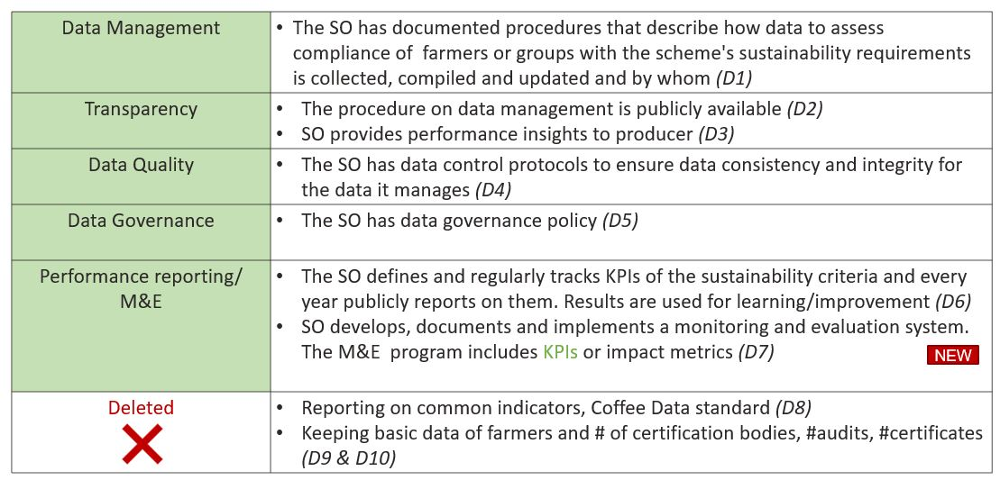 Data Management
• The SO has documented procedures that describe how data to assess
compliance of  farmers or groups with the scheme's sustainability requirements
is collected, compiled and updated and by whom (D1)
Transparency
• The procedure on data management is publicly available (D2)
• SO provides performance insights to producer (D3)
Data Quality
• The SO has data control protocols to ensure data consistency and integrity for
the data it manages (D4)
Data Governance
• The SO has data governance policy (D5)
Performance reporting/
M&E
• The SO defines and regularly tracks KPIs of the sustainability criteria and every
year publicly reports on them. Results are used for learning/improvement (D6)
• SO develops, documents and implements a monitoring and evaluation system.
The M&E  program includes KPIs or impact metrics (D7)
NEW
Deleted
• Reporting on common indicators, Coffee Data standard (D8)
• Keeping basic data of farmers and # of certification bodies, #audits, #certificates
(D9 & D10)